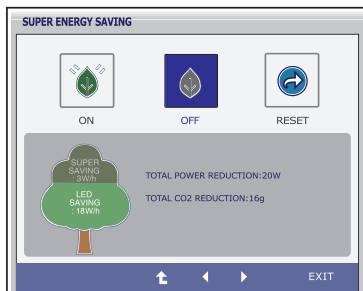 SUPER ENERGY SAVING
ON
OFF
RESET
SUPER
SAVING
: 3W/h
LED
SAVING
: 18W/h
TOTAL POWER REDUCTION:20W
TOTAL CO2 REDUCTION:16g
EXIT